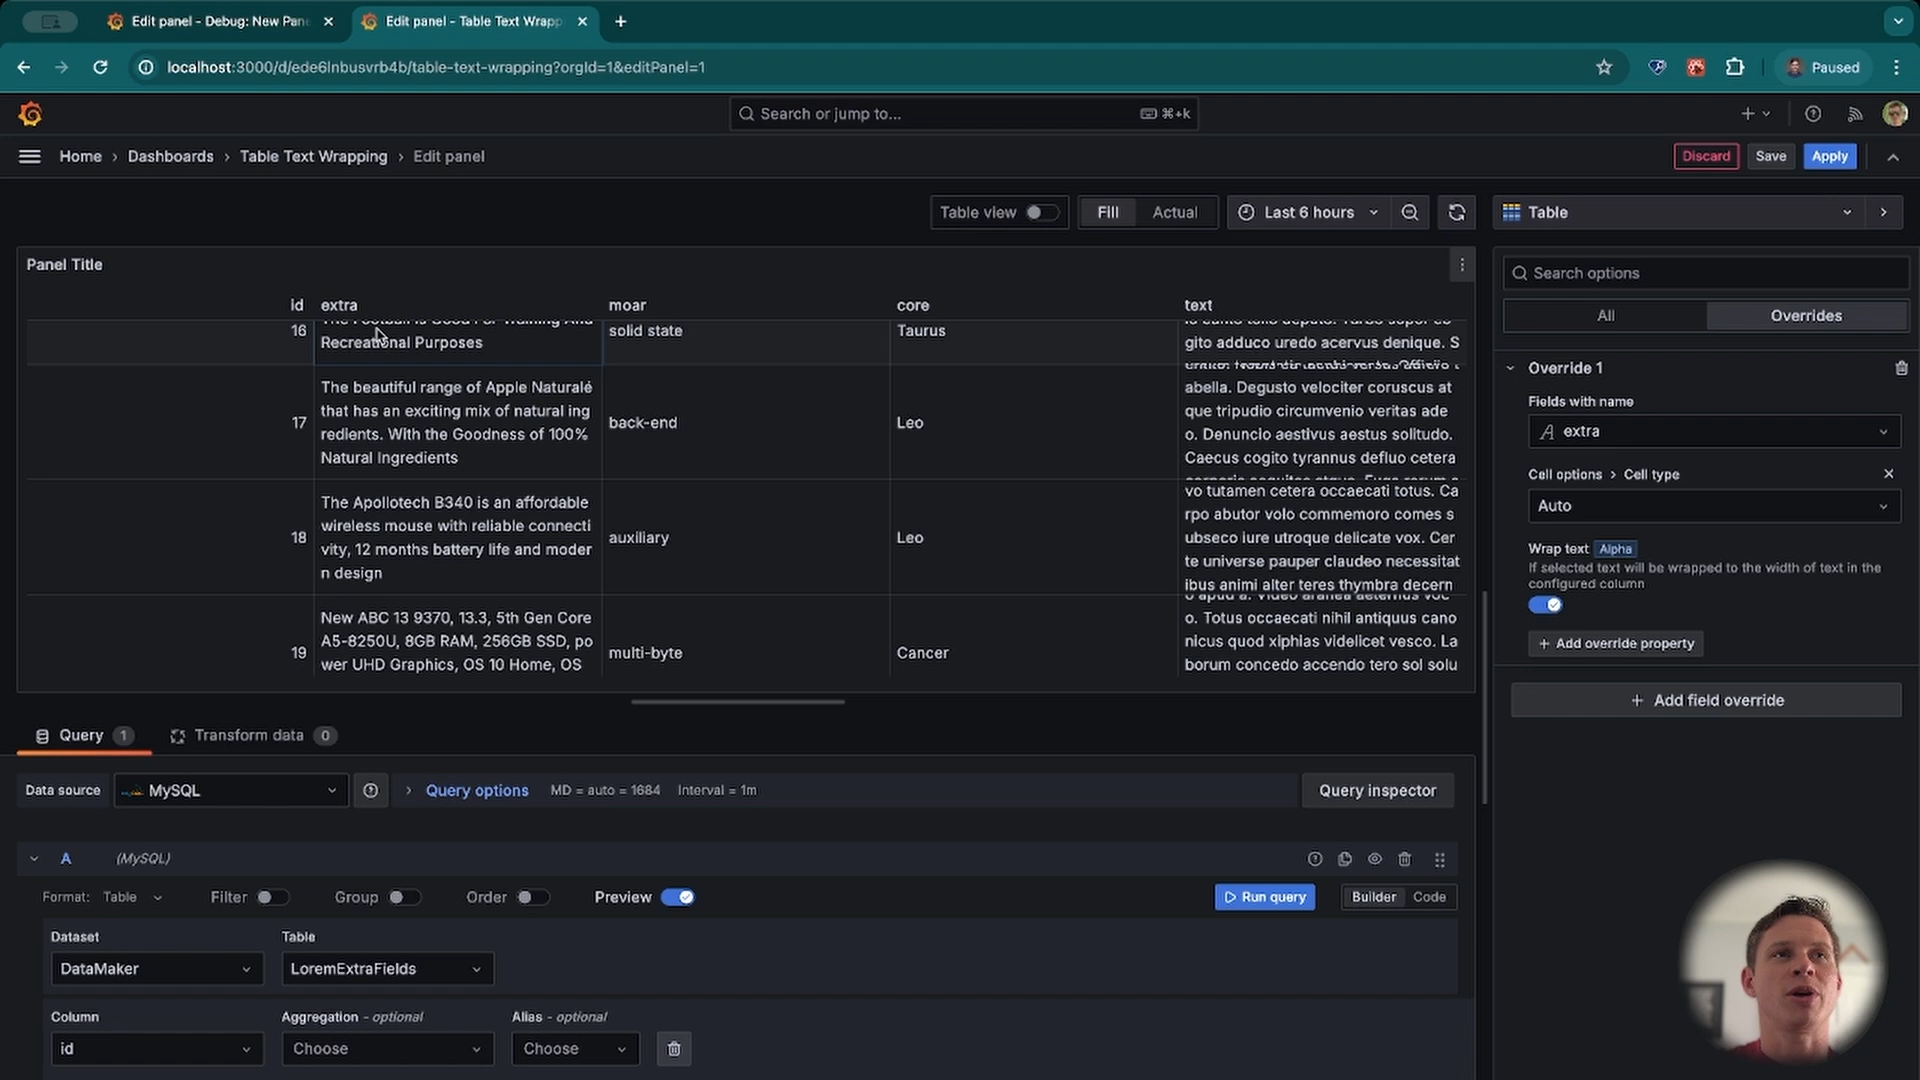 Edit panel - Debug: New Pan
Edit panel - Table Text Wrapp
localhost:3000/d/ede6lnbusvrb4b/table-text-wrapping?orgId=1&editPanel=1
Paused
Search or jump to...
⌘+k
Home › Dashboards › Table Text Wrapping › Edit panel
Discard
Save
Apply
Table view
Fill
Actual
Last 6 hours
Table
Panel Title
Search options
All
Overrides
id
extra
moar
core
text
16
The Football Is Good For Training And
Recreational Purposes
solid state
Taurus
gito adduco uredo acervus denique. S
17
The beautiful range of Apple Naturalé
that has an exciting mix of natural ing
redients. With the Goodness of 100%
Natural Ingredients
back-end
Leo
abella. Degusto velociter coruscus at
que tripudio circumvenio veritas ade
o. Denuncio aestivus aestus solitudo.
Caecus cogito tyrannus defluo cetera
18
The Apollotech B340 is an affordable
wireless mouse with reliable connecti
vity, 12 months battery life and moder
n design
auxiliary
Leo
vo tutamen cetera occaecati totus. Ca
rpo abutor volo commemoro comes s
ubseco iure utroque delicate vox. Cer
te universe pauper claudeo necessitat
ibus animi alter teres thymbra decern
19
New ABC 13 9370, 13.3, 5th Gen Core
A5-8250U, 8GB RAM, 256GB SSD, po
wer UHD Graphics, OS 10 Home, OS
multi-byte
Cancer
o. Totus occaecati nihil antiquus cano
nicus quod xiphias videlicet vesco. La
borum concedo accendo tero sol solu
Override 1
Fields with name
extra
Cell options › Cell type
Auto
Wrap text Alpha
If selected text will be wrapped to the width of text in the
configured column
+ Add override property
+ Add field override
Query 1
Transform data 0
Data source
MySQL
Query options
MD = auto = 1684
Interval = 1m
Query inspector
A
(MySQL)
Format: Table
Filter
Group
Order
Preview
Run query
Builder
Code
Dataset
Table
DataMaker
LoremExtraFields
Column
Aggregation - optional
Alias - optional
id
Choose
Choose